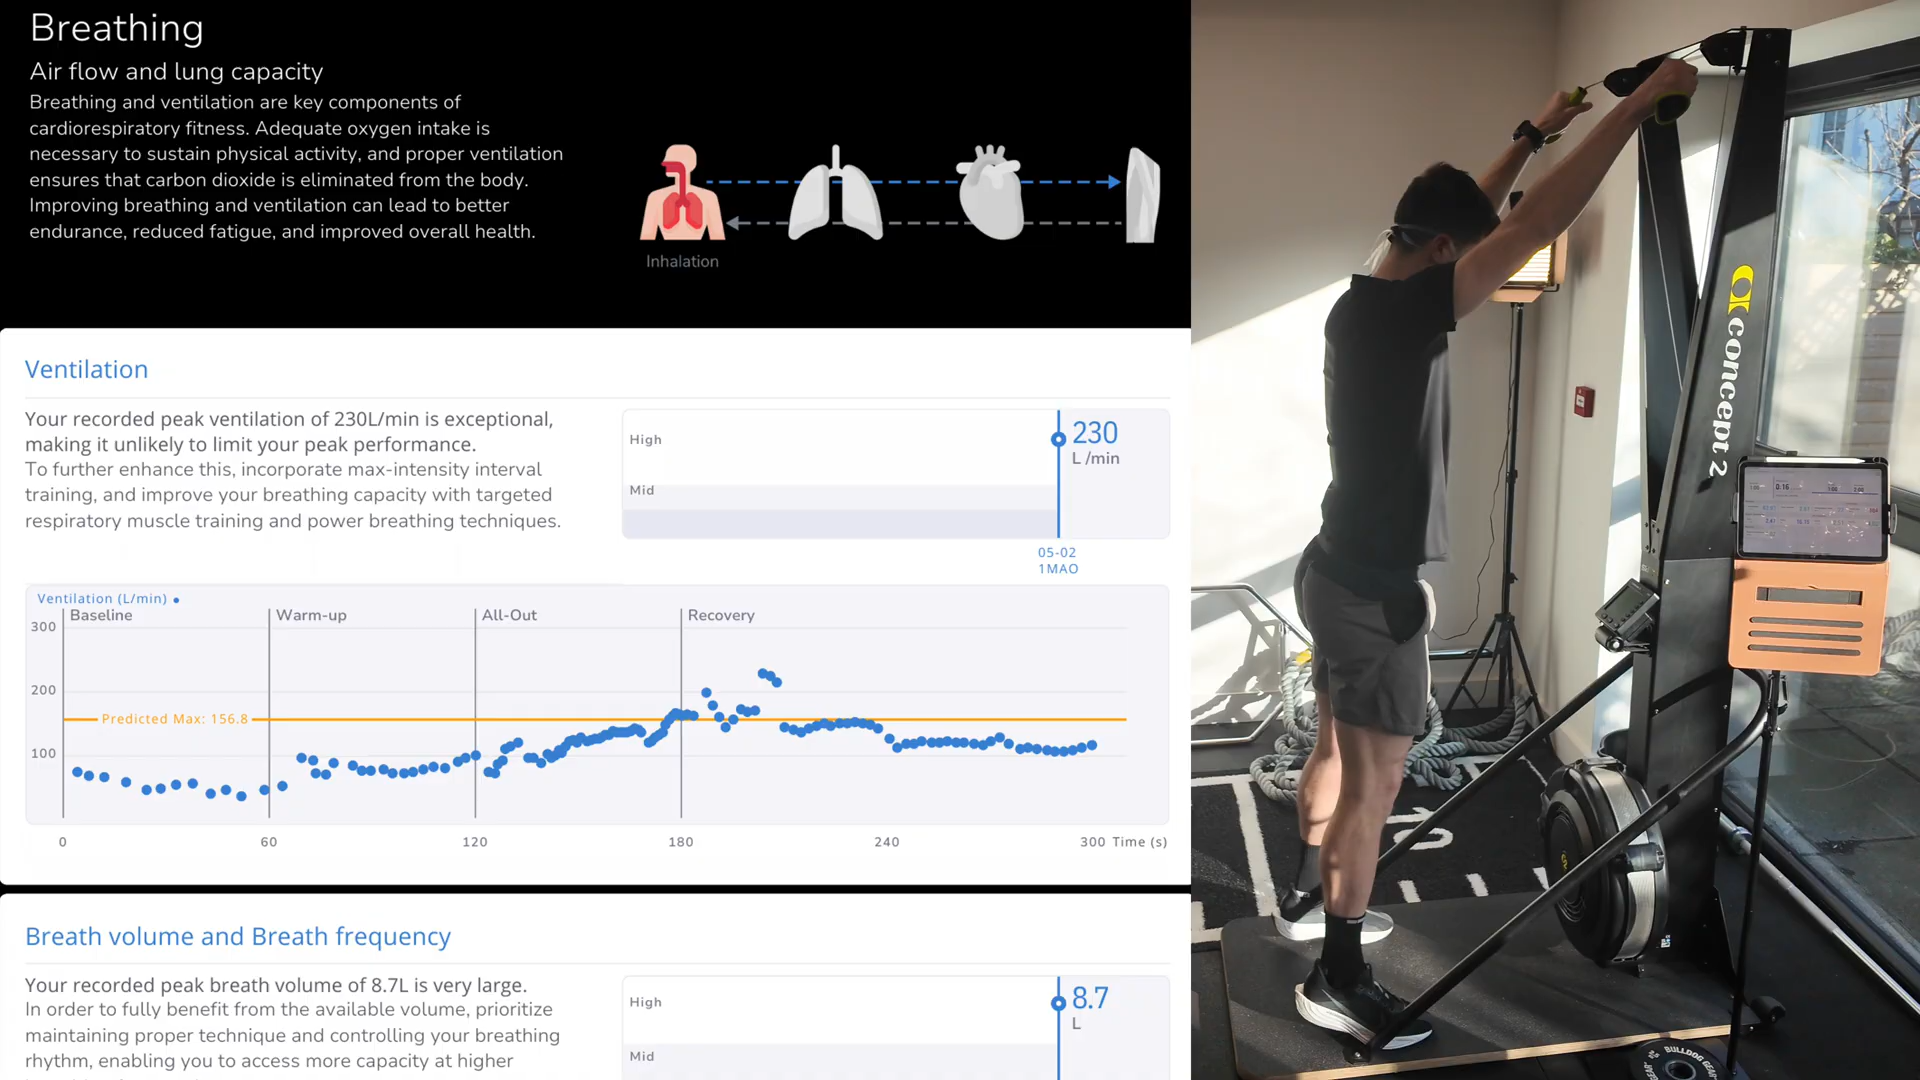 Breathing
Air flow and lung capacity
Breathing and ventilation are key components of
cardiorespiratory fitness. Adequate oxygen intake is
necessary to sustain physical activity, and proper ventilation
ensures that carbon dioxide is eliminated from the body.
Improving breathing and ventilation can lead to better
endurance, reduced fatigue, and improved overall health.
Inhalation
Ventilation
Your recorded peak ventilation of 230L/min is exceptional,
making it unlikely to limit your peak performance.
To further enhance this, incorporate max-intensity interval
training, and improve your breathing capacity with targeted
respiratory muscle training and power breathing techniques.
High
Mid
230
L /min
05-02
1MAO
Ventilation (L/min)
Baseline
Warm-up
All-Out
Recovery
300
200
100
Predicted Max: 156.8
0
60
120
180
240
300 Time (s)
Breath volume and Breath frequency
Your recorded peak breath volume of 8.7L is very large.
In order to fully benefit from the available volume, prioritize
maintaining proper technique and controlling your breathing
rhythm, enabling you to access more capacity at higher
High
Mid
8.7
L
concept 2
0:16
BULLDOG GEAR